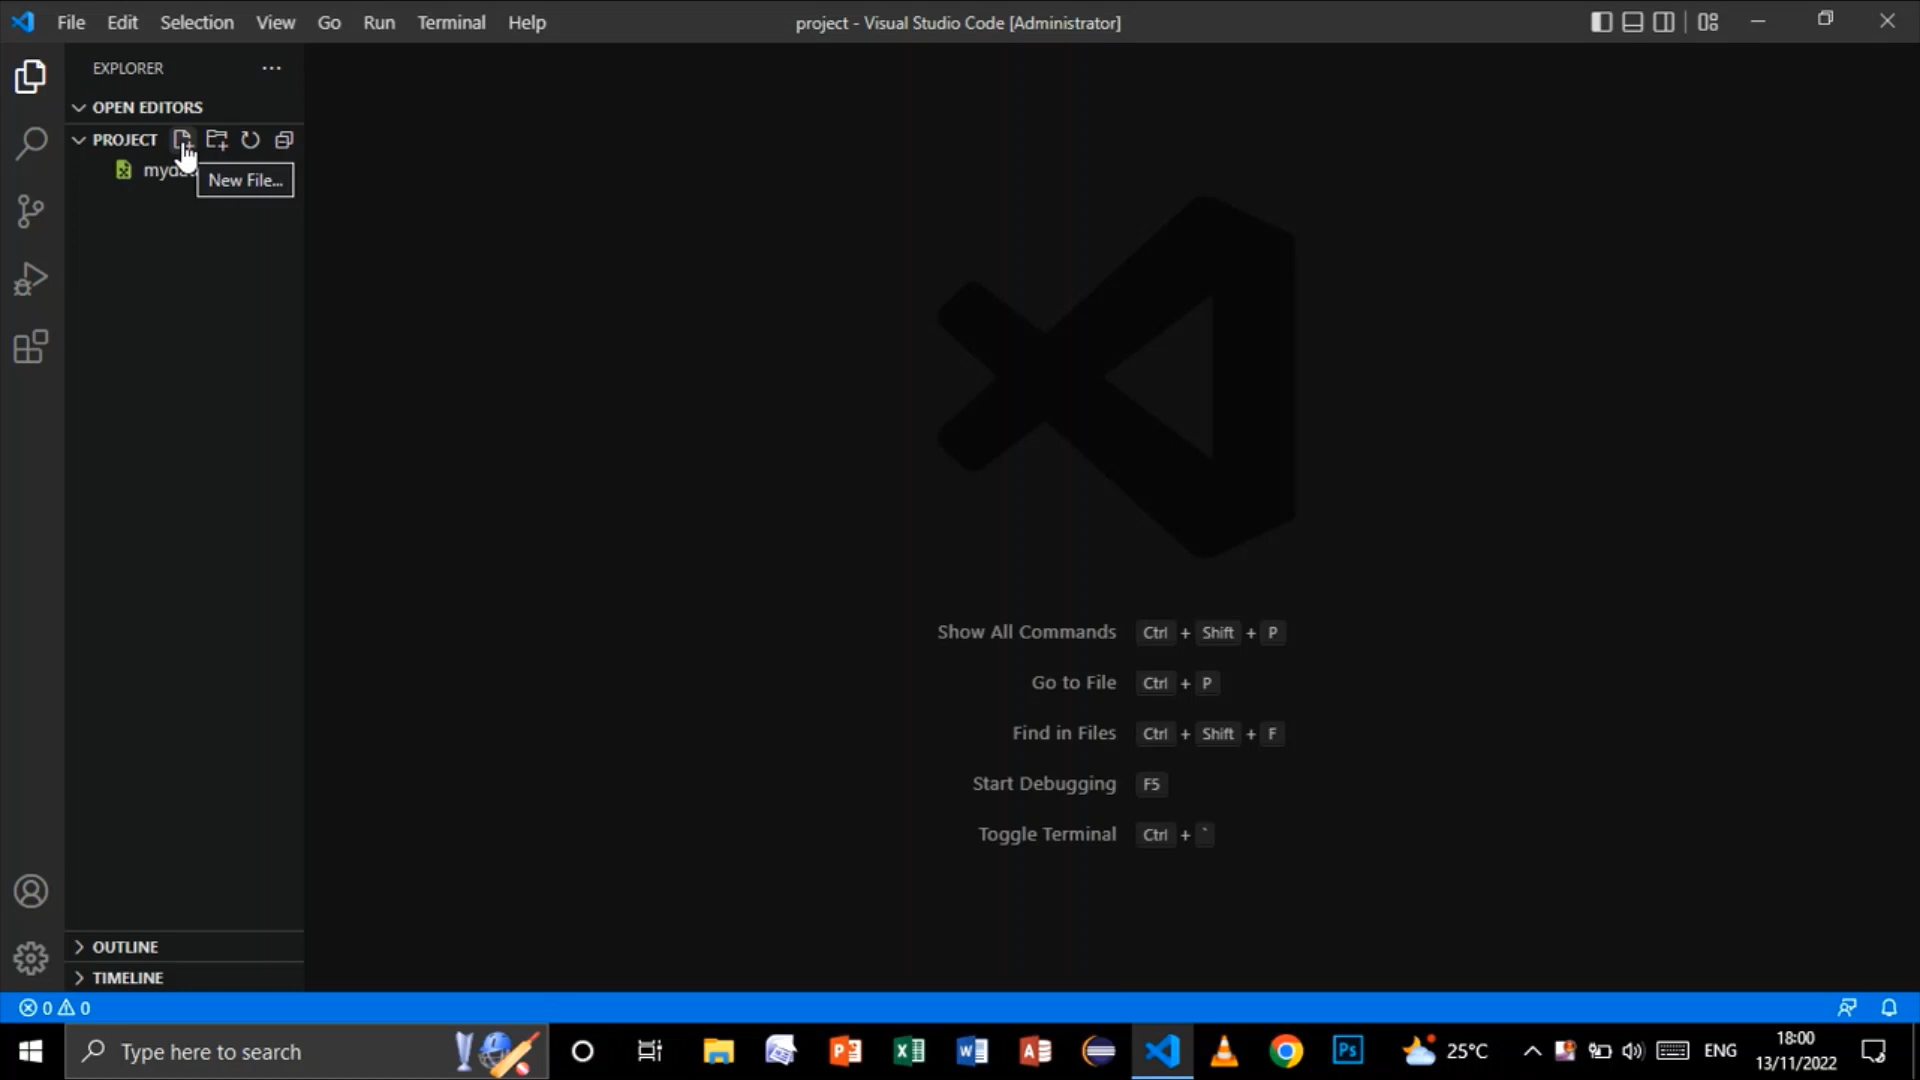 File Edit Selection View Go Run Terminal Help
project - Visual Studio Code [Administrator]
EXPLORER
OPEN EDITORS
PROJECT
New File...
Show All Commands Ctrl + Shift + P
Go to File Ctrl + P
Find in Files Ctrl + Shift + F
Start Debugging F5
Toggle Terminal Ctrl + `
OUTLINE
TIMELINE
0 0
Type here to search
25°C
ENG
18:00
13/11/2022